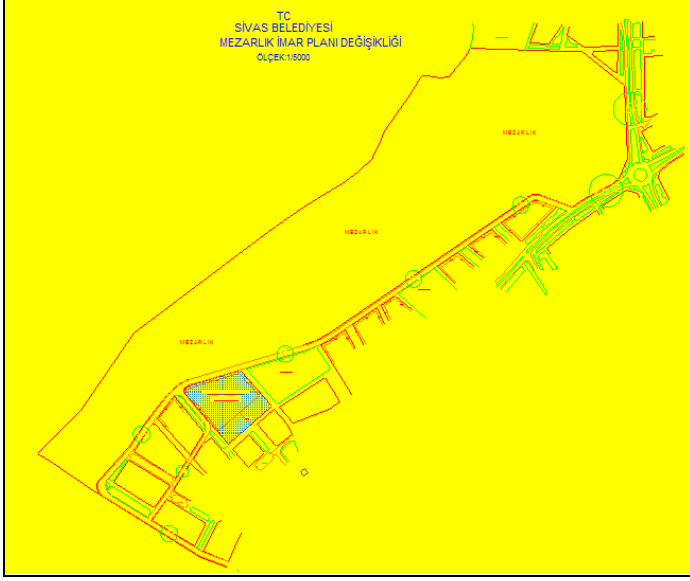 TC
SİVAS BELEDİYESİ
MEZARLIK İMAR PLANI DEĞİŞİKLİĞİ
ÖLÇEK:1/5000
MEZARLIK
MEZARLIK
MEZARLIK